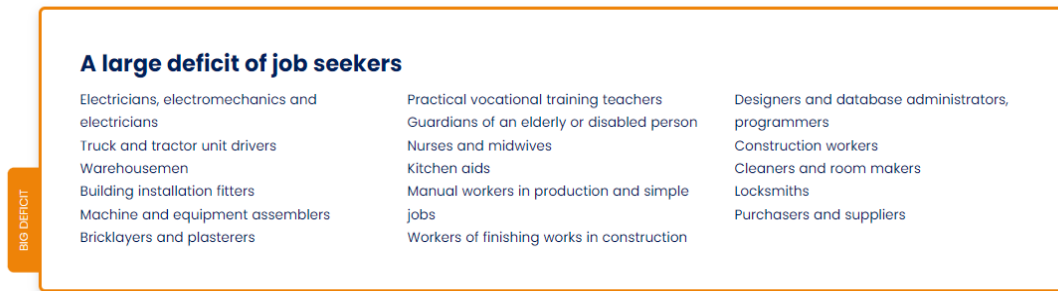 A large deficit of job seekers
Electricians, electromechanics and
electricians
Truck and tractor unit drivers
Warehousemen
Building installation fitters
Machine and equipment assemblers
Bricklayers and plasterers
Practical vocational training teachers
Guardians of an elderly or disabled person
Nurses and midwives
Kitchen aids
Manual workers in production and simple
jobs
Workers of finishing works in construction
Designers and database administrators,
programmers
Construction workers
Cleaners and room makers
Locksmiths
Purchasers and suppliers
BIG DEFICIT